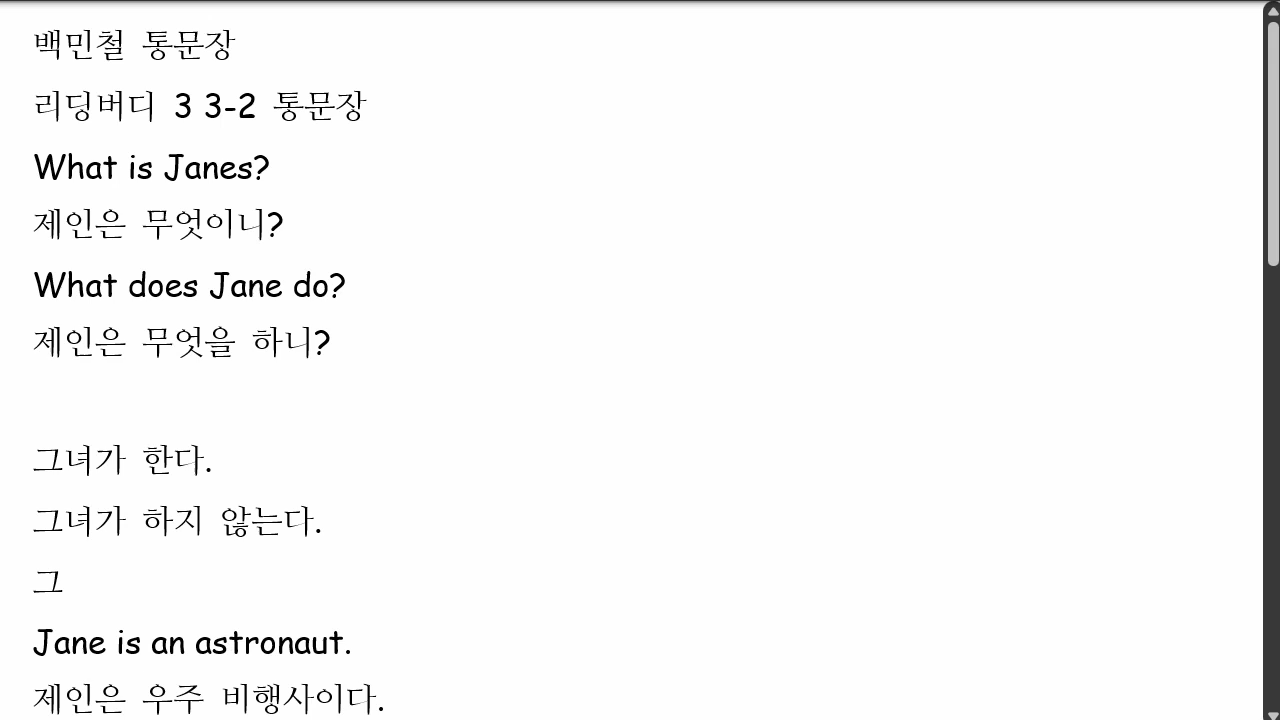 백민철 통문장
리딩버디 3 3-2 통문장
What is Janes?
제인은 무엇이니?
What does Jane do?
제인은 무엇을 하니?
그녀가 한다.
그녀가 하지 않는다.
그
Jane is an astronaut.
제인은 우주 비행사이다.